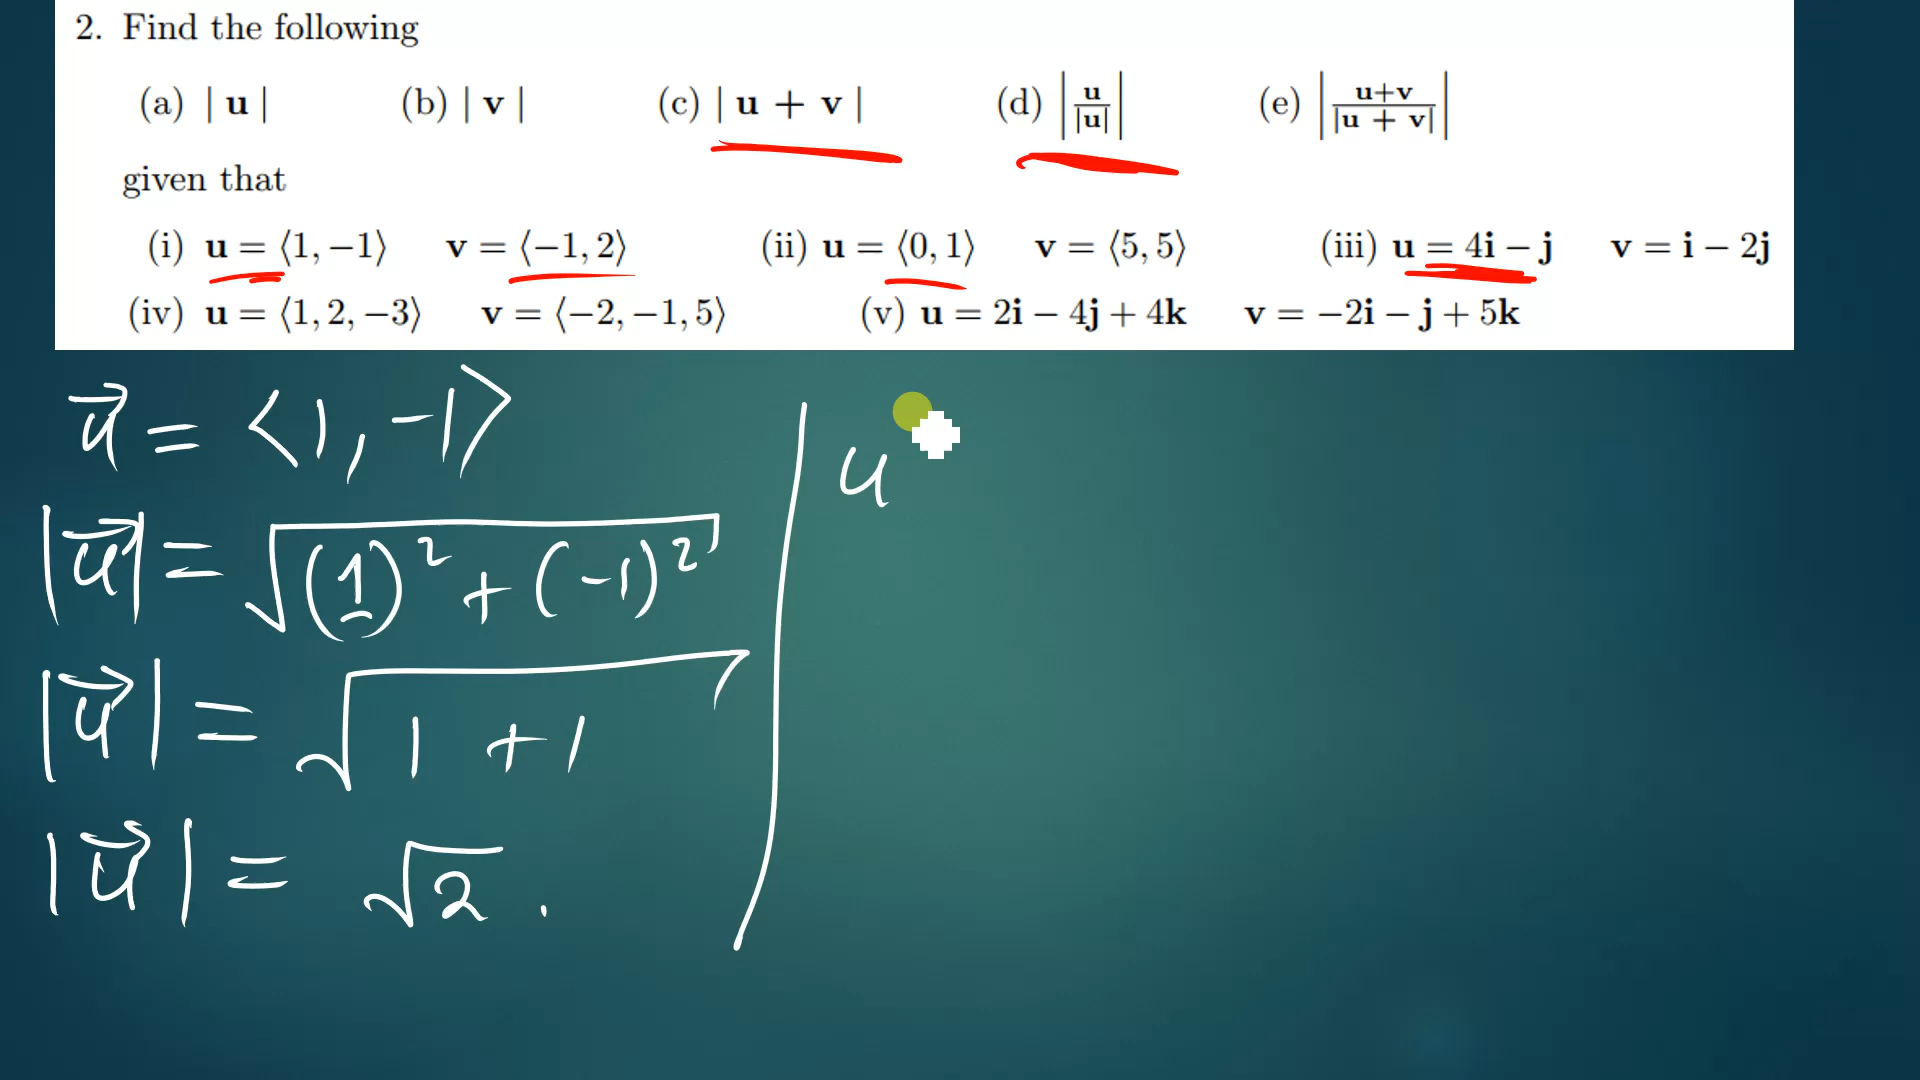 2. Find the following
(a) | u | (b) | v | (c) | u + v | (d) |u/|u|| (e) |u+v/|u + v||
given that
(i) u = ⟨1, −1⟩ v = ⟨−1, 2⟩ (ii) u = ⟨0, 1⟩ v = ⟨5, 5⟩ (iii) u = 4i − j v = i − 2j
(iv) u = ⟨1, 2, −3⟩ v = ⟨−2, −1, 5⟩ (v) u = 2i − 4j + 4k v = −2i − j + 5k
u⃗ = ⟨1, -1⟩
|u⃗| = √((1)² + (-1)²)
|u⃗| = √(1 + 1)
|u⃗| = √2 .
u